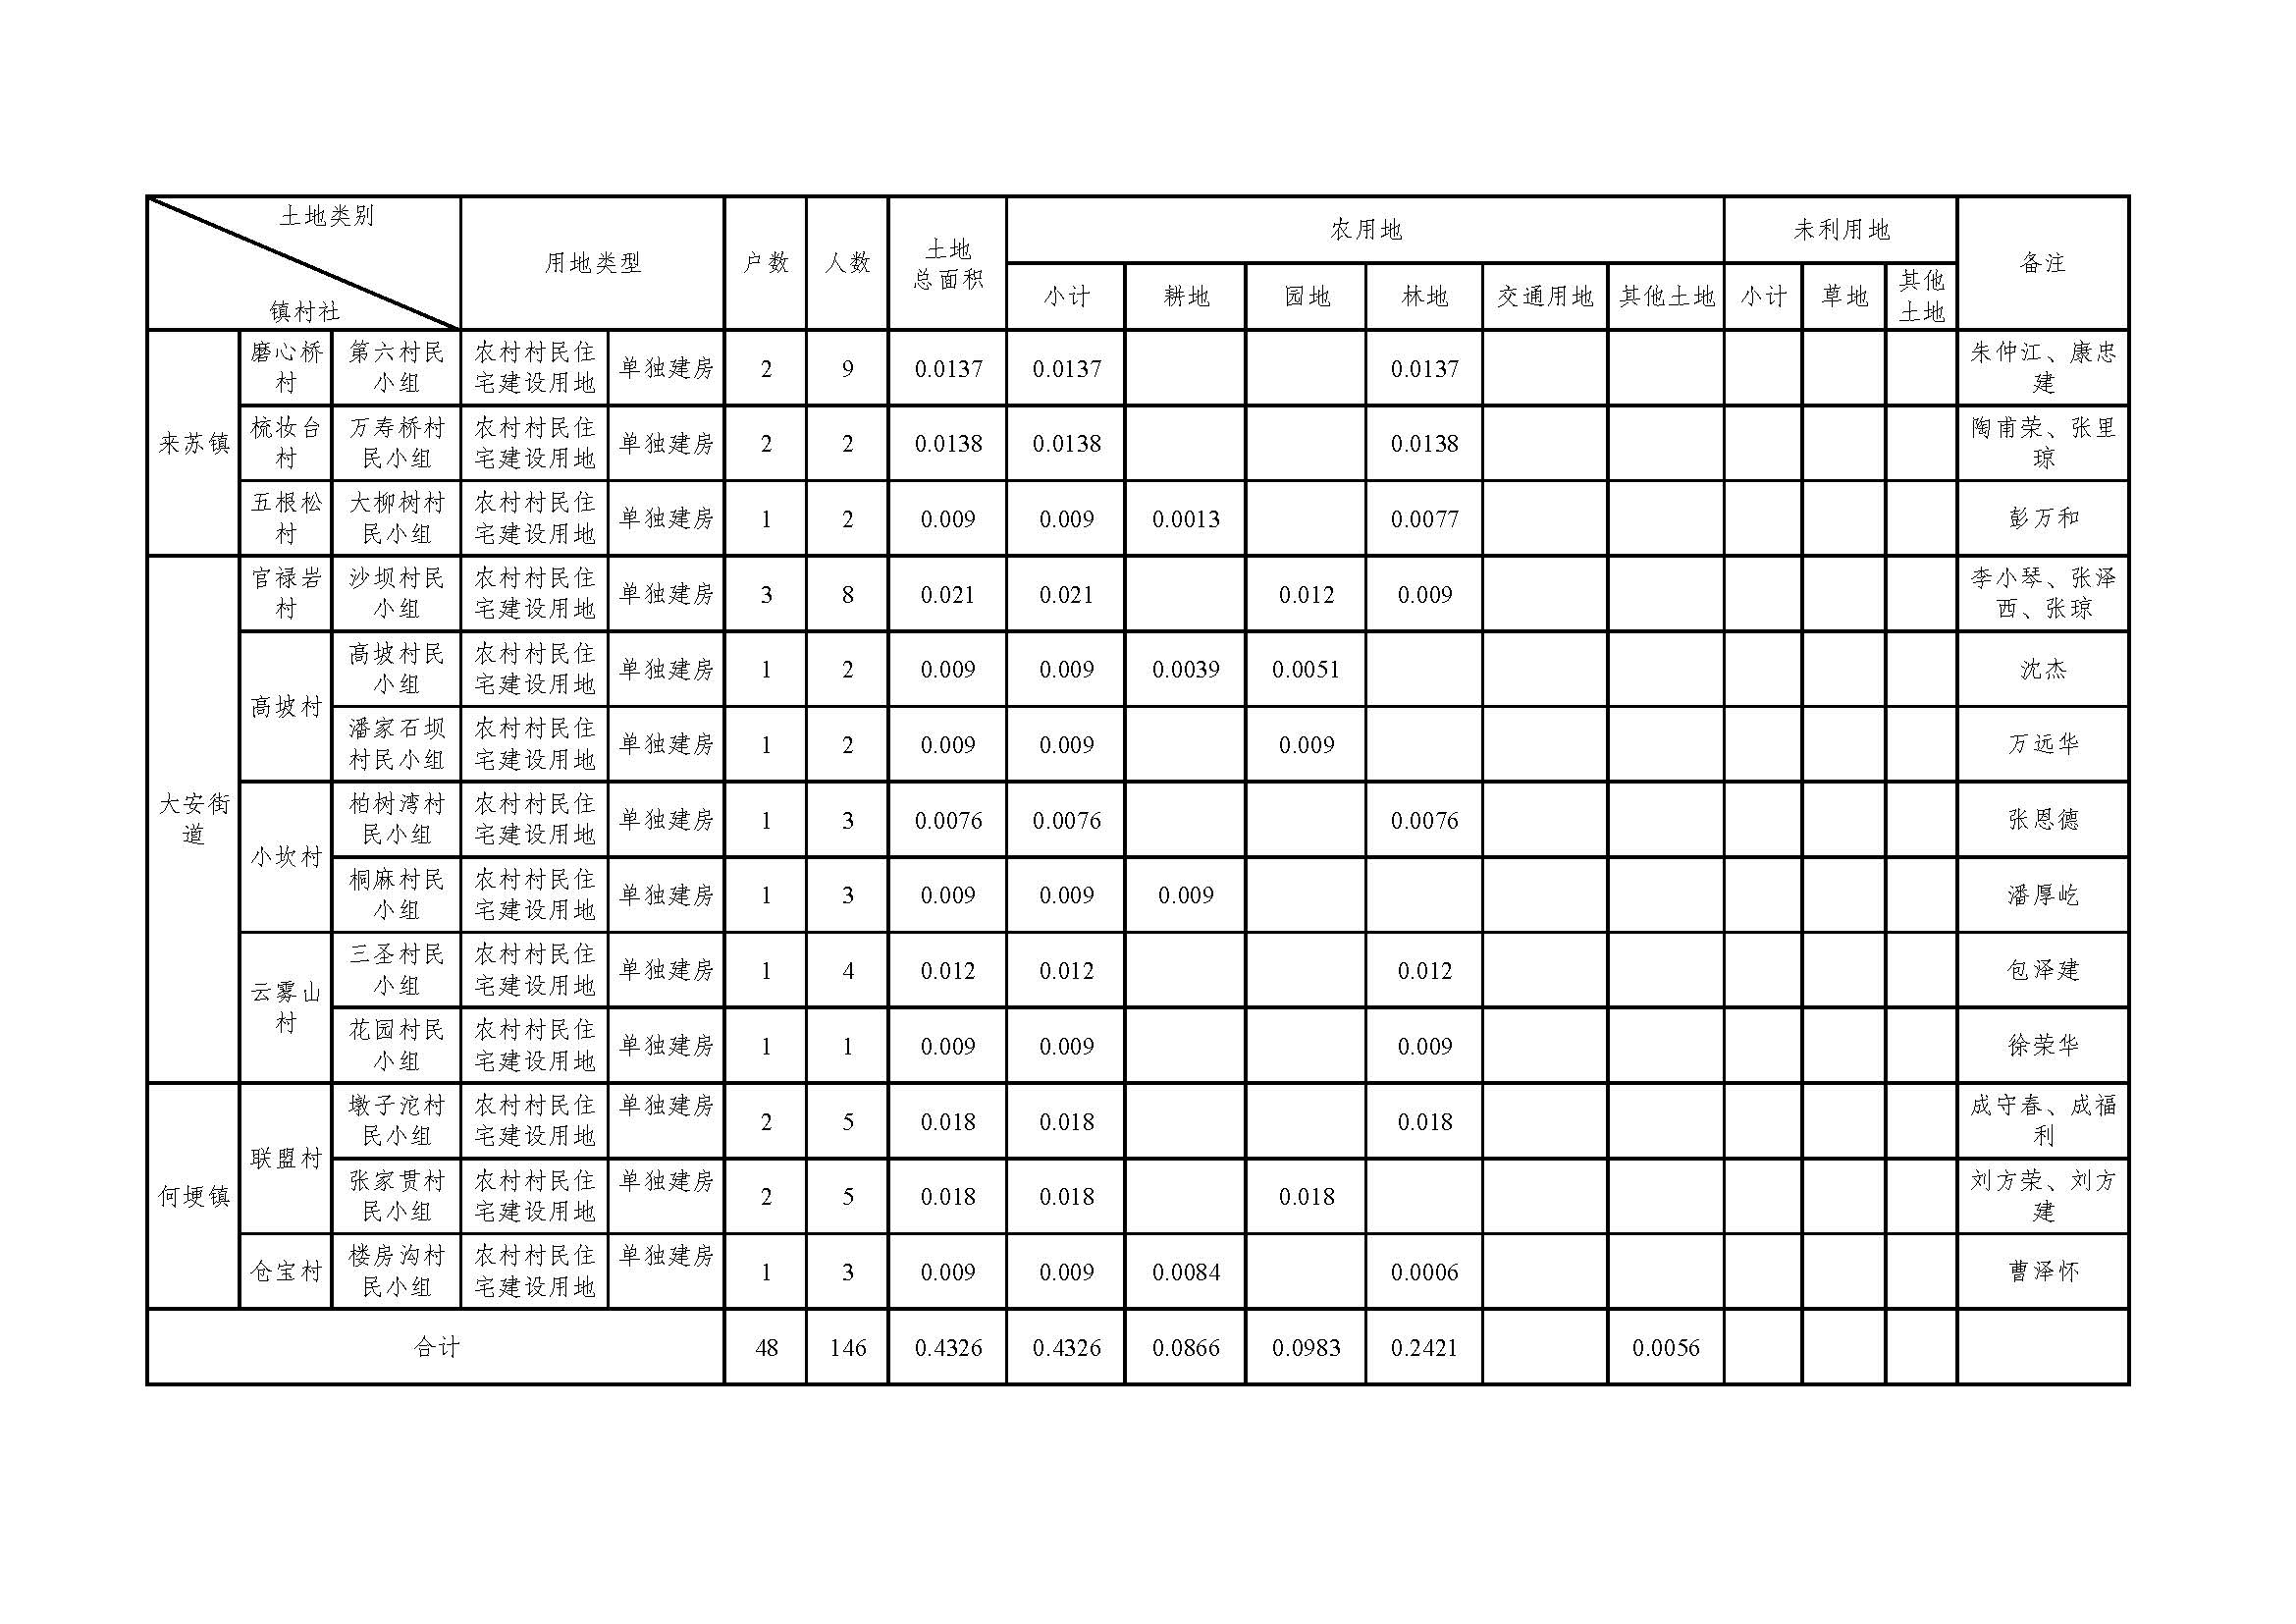 土地类别
镇村社
用地类型
户数
人数
土地
总面积
农用地
未利用地
备注
小计
耕地
园地
林地
交通用地
其他土地
小计
草地
其他
土地
来苏镇
磨心桥
村
第六村民
小组
农村村民住
宅建设用地
单独建房
2
9
0.0137
0.0137
0.0137
朱仲江、康忠
建
梳妆台
村
万寿桥村
民小组
农村村民住
宅建设用地
单独建房
2
2
0.0138
0.0138
0.0138
陶甫荣、张里
琼
五根松
村
大柳树村
民小组
农村村民住
宅建设用地
单独建房
1
2
0.009
0.009
0.0013
0.0077
彭万和
大安街
道
官禄岩
村
沙坝村民
小组
农村村民住
宅建设用地
单独建房
3
8
0.021
0.021
0.012
0.009
李小琴、张泽
西、张琼
高坡村
高坡村民
小组
农村村民住
宅建设用地
单独建房
1
2
0.009
0.009
0.0039
0.0051
沈杰
潘家石坝
村民小组
农村村民住
宅建设用地
单独建房
1
2
0.009
0.009
0.009
万远华
小坎村
柏树湾村
民小组
农村村民住
宅建设用地
单独建房
1
3
0.0076
0.0076
0.0076
张恩德
桐麻村民
小组
农村村民住
宅建设用地
单独建房
1
3
0.009
0.009
0.009
潘厚屹
云雾山
村
三圣村民
小组
农村村民住
宅建设用地
单独建房
1
4
0.012
0.012
0.012
包泽建
花园村民
小组
农村村民住
宅建设用地
单独建房
1
1
0.009
0.009
0.009
徐荣华
何埂镇
联盟村
墩子沱村
民小组
农村村民住
宅建设用地
单独建房
2
5
0.018
0.018
0.018
成守春、成福
利
张家贯村
民小组
农村村民住
宅建设用地
单独建房
2
5
0.018
0.018
0.018
刘方荣、刘方
建
仓宝村
楼房沟村
民小组
农村村民住
宅建设用地
单独建房
1
3
0.009
0.009
0.0084
0.0006
曹泽怀
合计
48
146
0.4326
0.4326
0.0866
0.0983
0.2421
0.0056